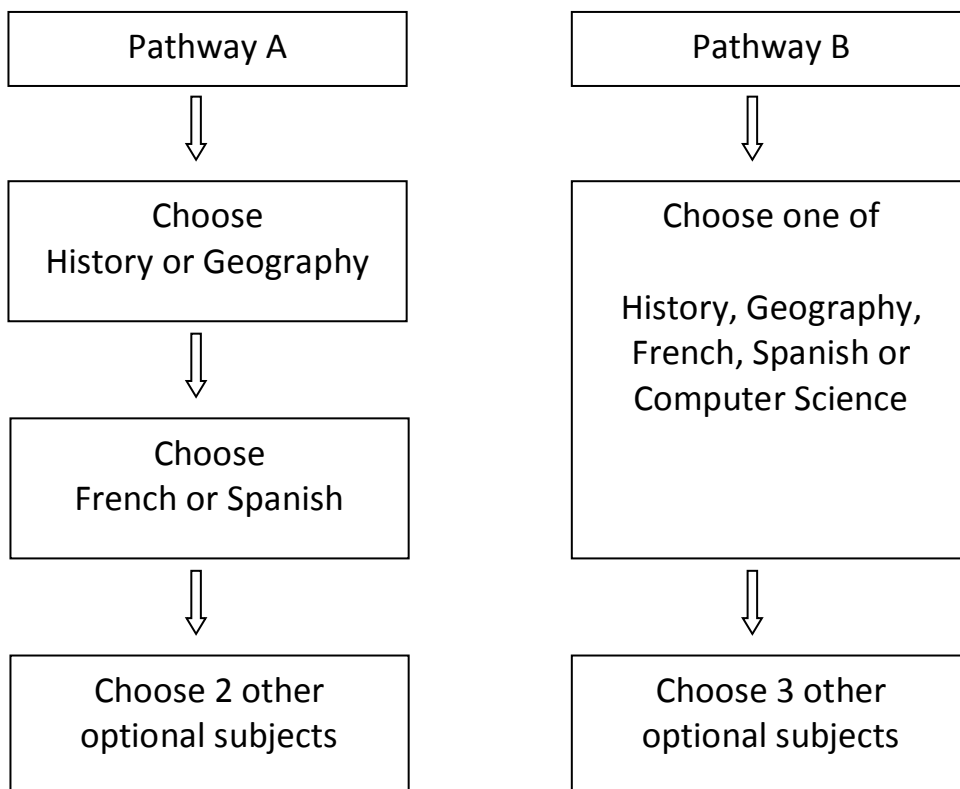 Pathway A
Choose
History or Geography
Choose
French or Spanish
Choose 2 other
optional subjects
Pathway B
Choose one of
History, Geography,
French, Spanish or
Computer Science
Choose 3 other
optional subjects